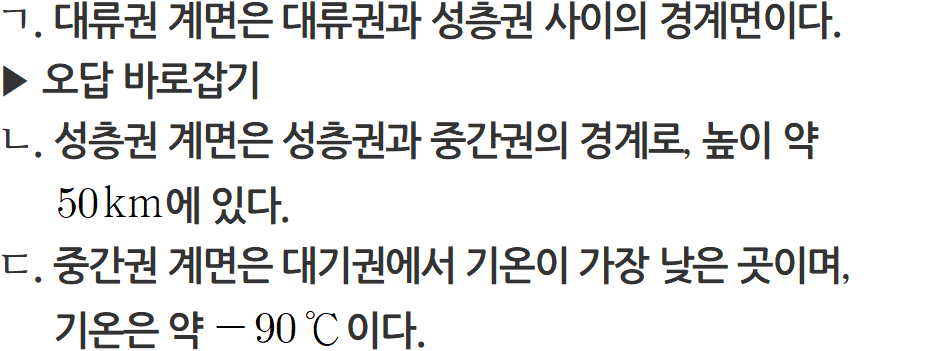 ㄱ. 대류권 계면은 대류권과 성층권 사이의 경계면이다.
▶ 오답 바로잡기
ㄴ. 성층권 계면은 성층권과 중간권의 경계로, 높이 약
50km에 있다.
ㄷ. 중간권 계면은 대기권에서 기온이 가장 낮은 곳이며,
기온은 약 −90℃이다.